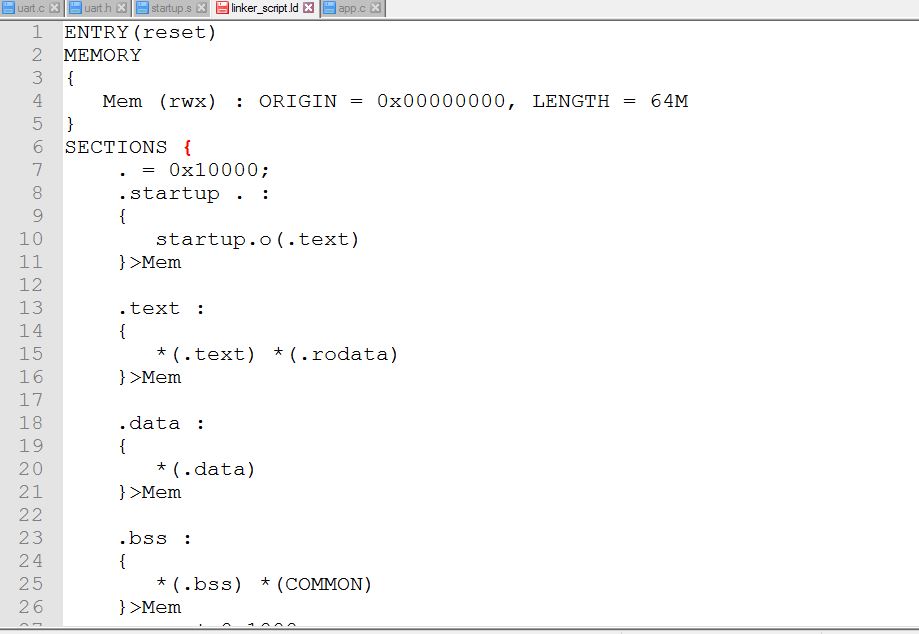 uart.c uart.h startup.s linker_script.ld app.c
1 ENTRY(reset)
2 MEMORY
3 {
4 Mem (rwx) : ORIGIN = 0x00000000, LENGTH = 64M
5 }
6 SECTIONS {
7 . = 0x10000;
8 .startup . :
9 {
10 startup.o(.text)
11 }>Mem
12
13 .text :
14 {
15 *(.text) *(.rodata)
16 }>Mem
17
18 .data :
19 {
20 *(.data)
21 }>Mem
22
23 .bss :
24 {
25 *(.bss) *(COMMON)
26 }>Mem